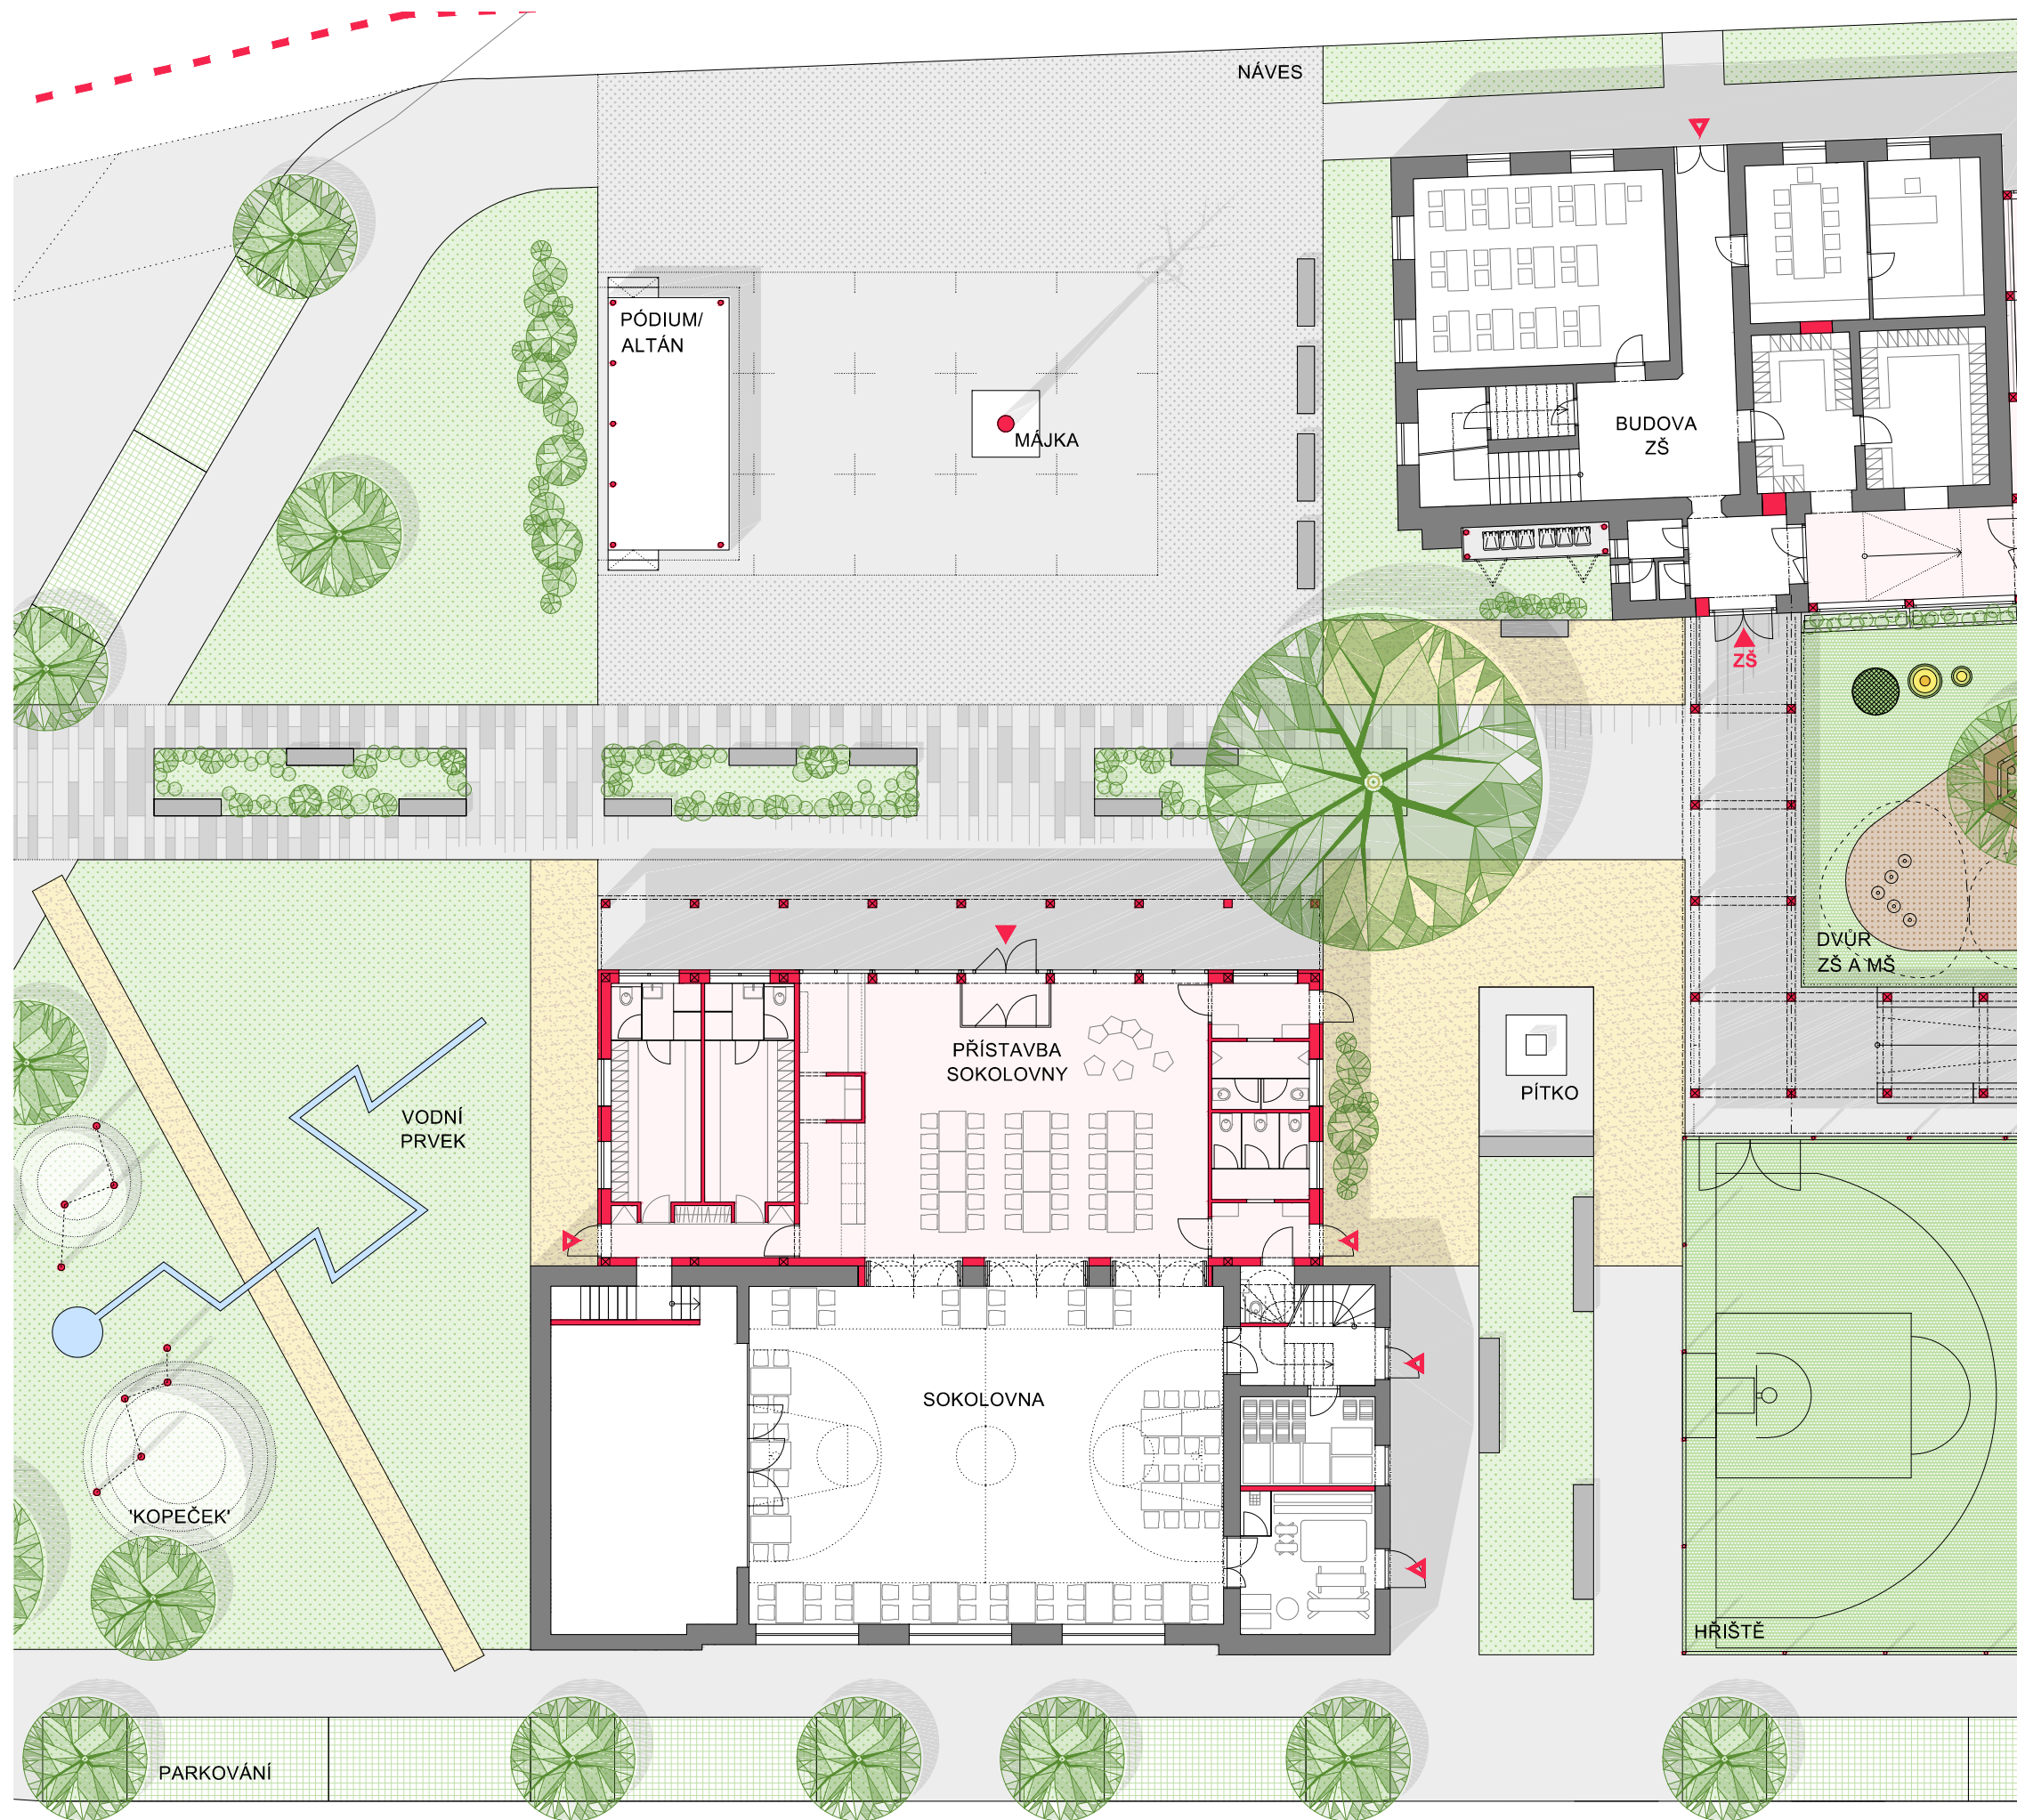 NÁVES
PÓDIUM/
ALTÁN
MÁJKA
BUDOVA
ZŠ
ZŠ
DVŮR
ZŠ A MŠ
PŘÍSTAVBA
SOKOLOVNY
PÍTKO
VODNÍ
PRVEK
SOKOLOVNA
'KOPEČEK'
HŘIŠTĚ
PARKOVÁNÍ